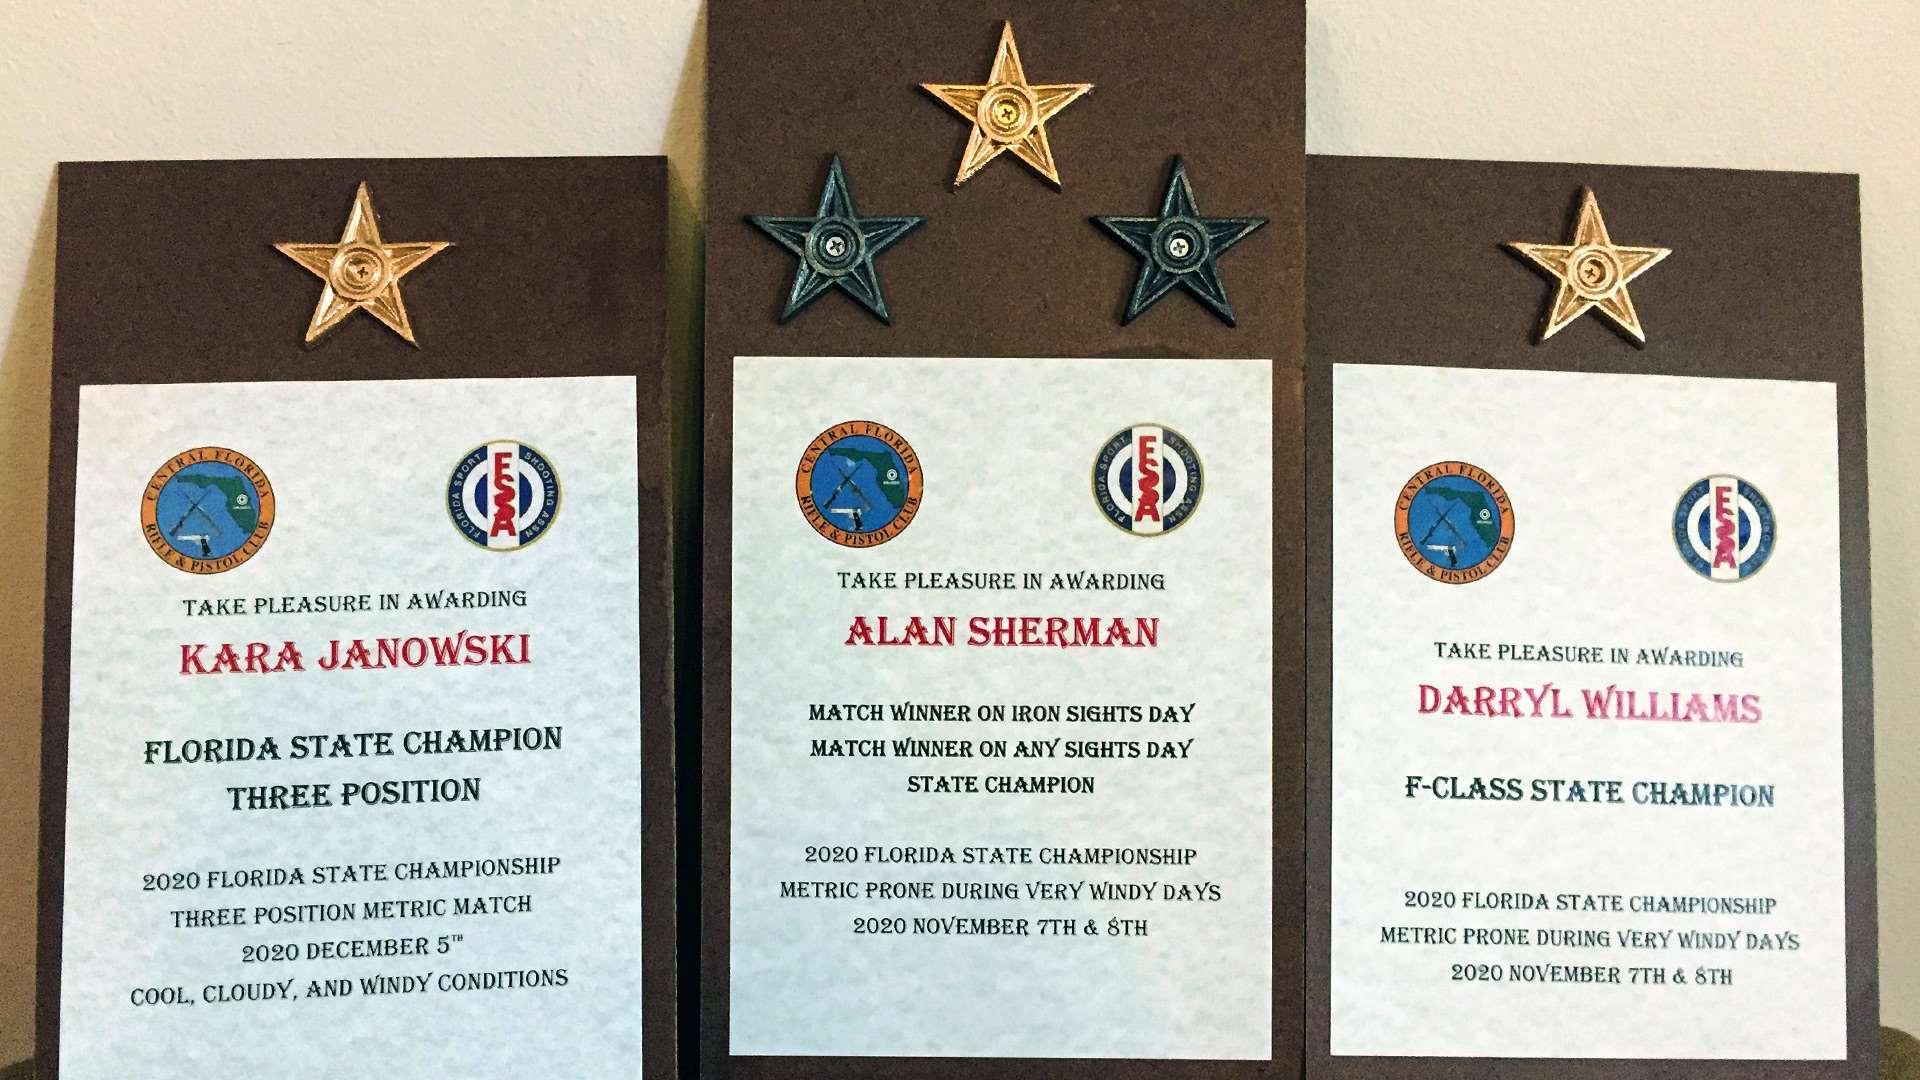 CENTRAL FLORIDA
RIFLE & PISTOL CLUB
FLORIDA SPORT SHOOTING ASSN
FSSA
TAKE PLEASURE IN AWARDING
KARA JANOWSKI
FLORIDA STATE CHAMPION
THREE POSITION
2020 FLORIDA STATE CHAMPIONSHIP
THREE POSITION METRIC MATCH
2020 DECEMBER 5TH
COOL, CLOUDY, AND WINDY CONDITIONS
CENTRAL FLORIDA
RIFLE & PISTOL CLUB
FLORIDA SPORT SHOOTING ASSN
FSSA
TAKE PLEASURE IN AWARDING
ALAN SHERMAN
MATCH WINNER ON IRON SIGHTS DAY
MATCH WINNER ON ANY SIGHTS DAY
STATE CHAMPION
2020 FLORIDA STATE CHAMPIONSHIP
METRIC PRONE DURING VERY WINDY DAYS
2020 NOVEMBER 7TH & 8TH
CENTRAL FLORIDA
RIFLE & PISTOL CLUB
FLORIDA SPORT SHOOTING ASSN
FSSA
TAKE PLEASURE IN AWARDING
DARRYL WILLIAMS
F-CLASS STATE CHAMPION
2020 FLORIDA STATE CHAMPIONSHIP
METRIC PRONE DURING VERY WINDY DAYS
2020 NOVEMBER 7TH & 8TH